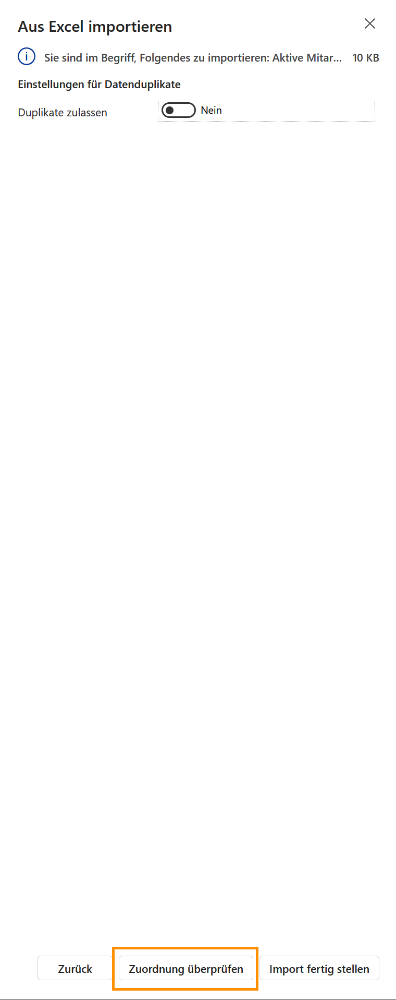 Aus Excel importieren
Sie sind im Begriff, Folgendes zu importieren: Aktive Mitar... 10 KB
Einstellungen für Datenduplikate
Duplikate zulassen Nein
Zurück Zuordnung überprüfen Import fertig stellen